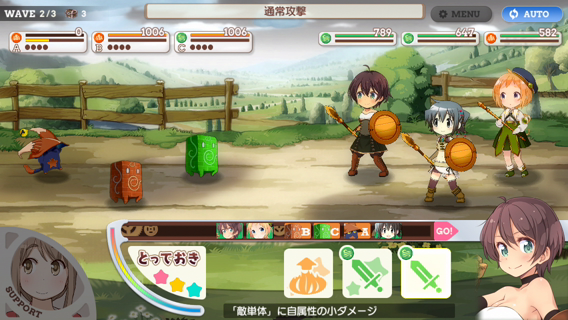 WAVE 2/3 3
通常攻撃
MENU
AUTO
A 0
B 1006
C 1006
789
647
582
B C A GO!
とっておき
SUPPORT
「敵単体」に自属性の小ダメージ